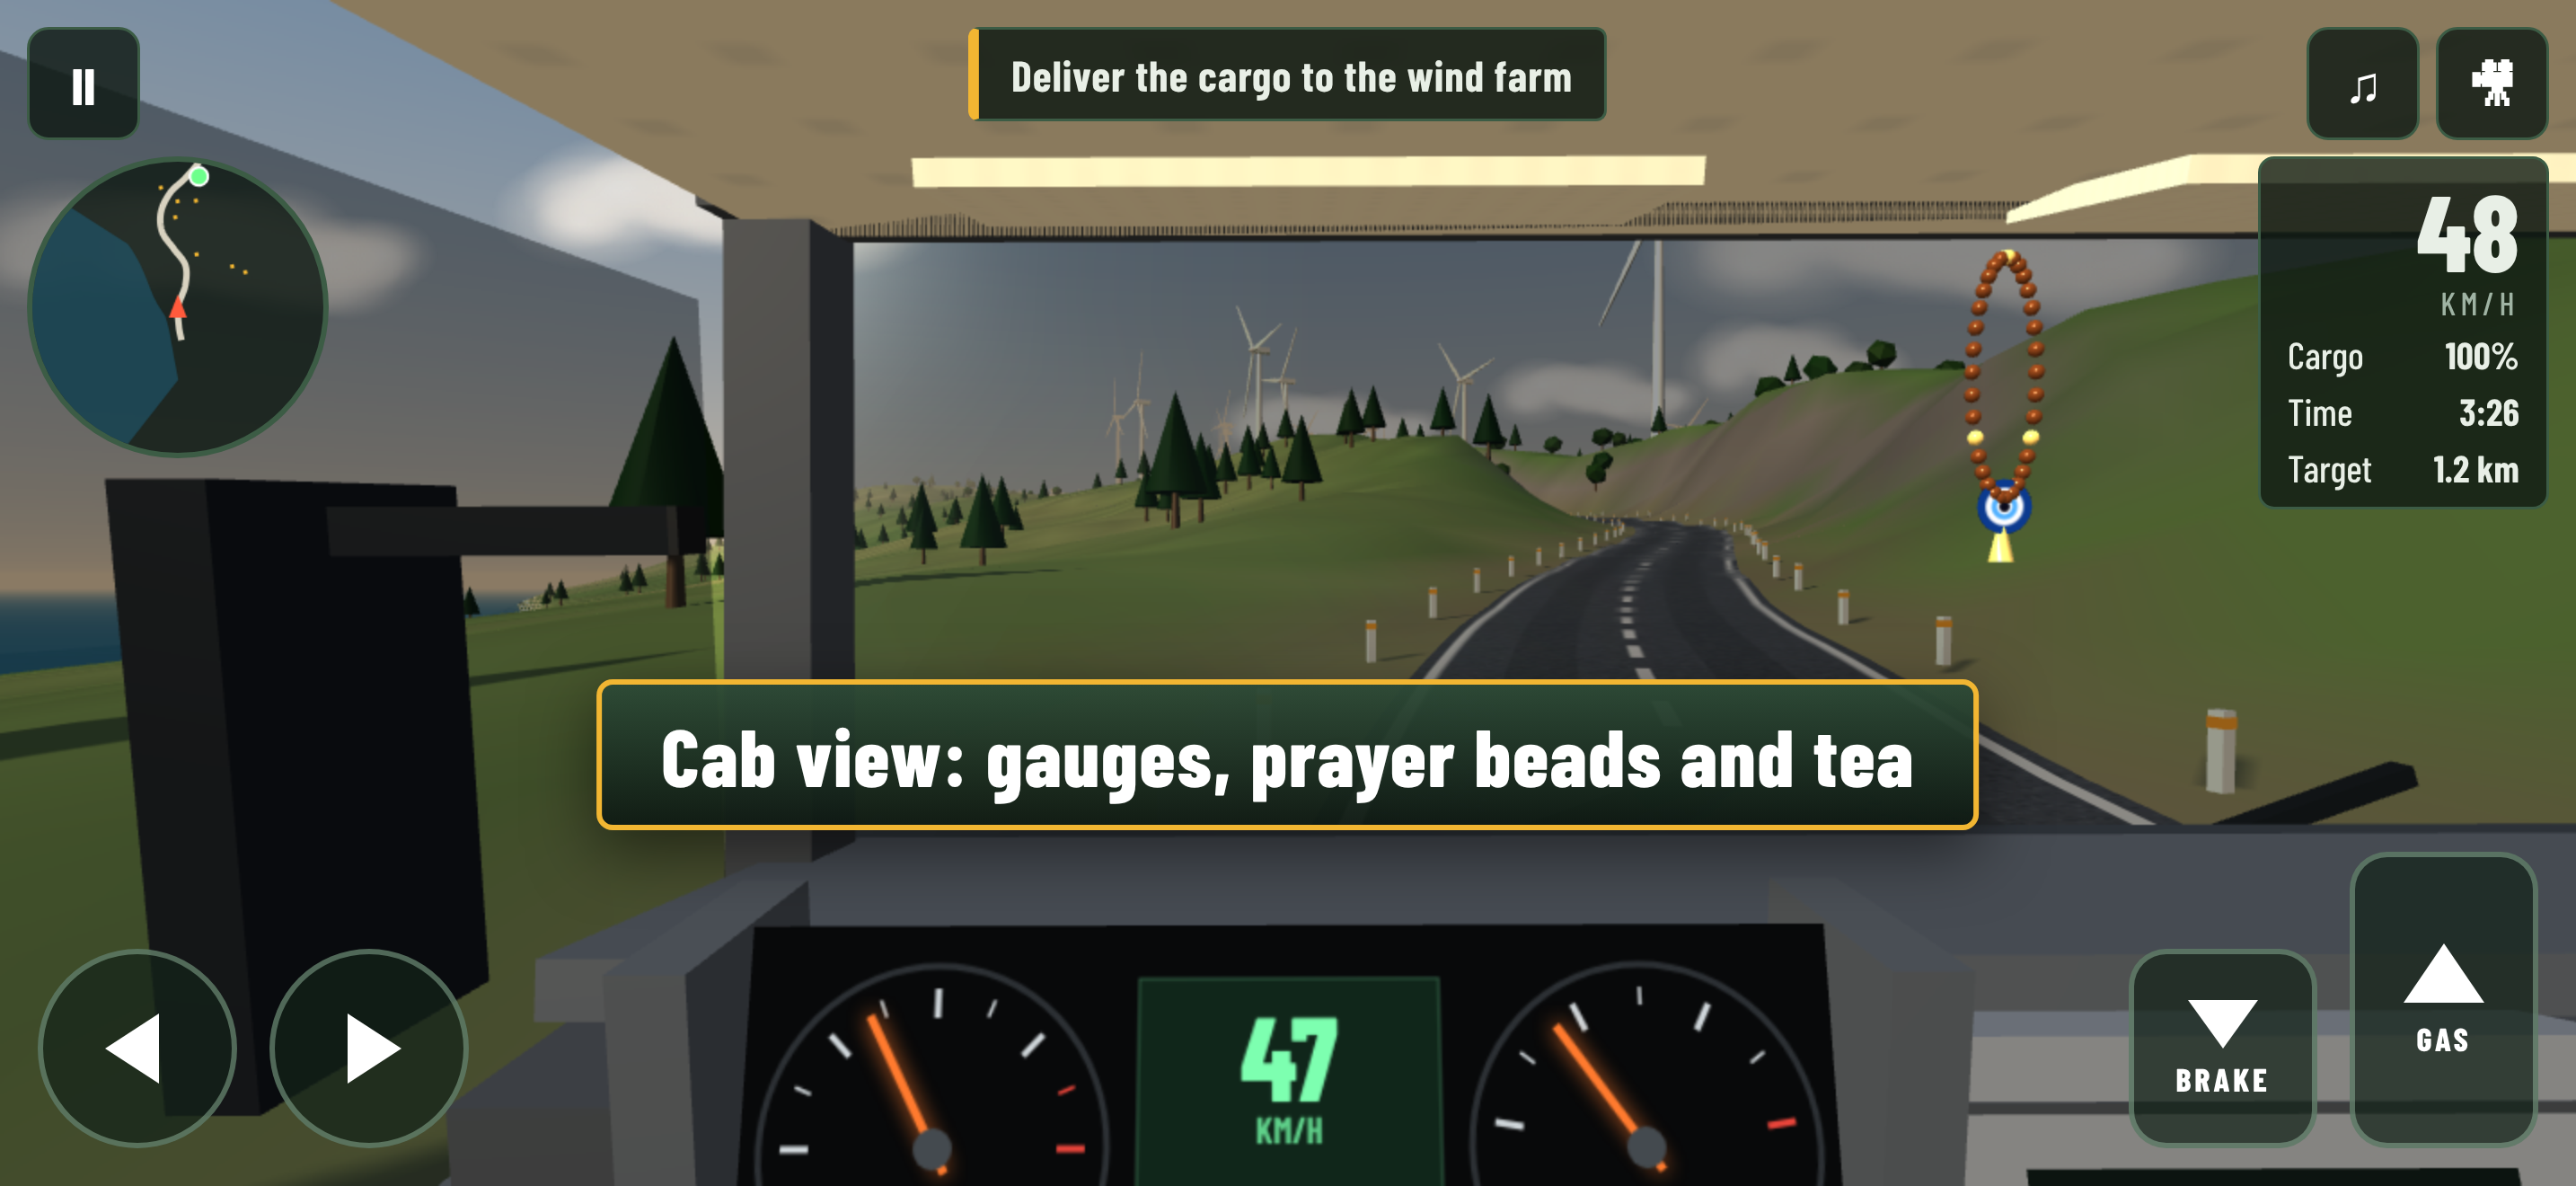 Deliver the cargo to the wind farm
48
KM/H
Cargo 100%
Time 3:26
Target 1.2 km
Cab view: gauges, prayer beads and tea
47
KM/H
BRAKE
GAS